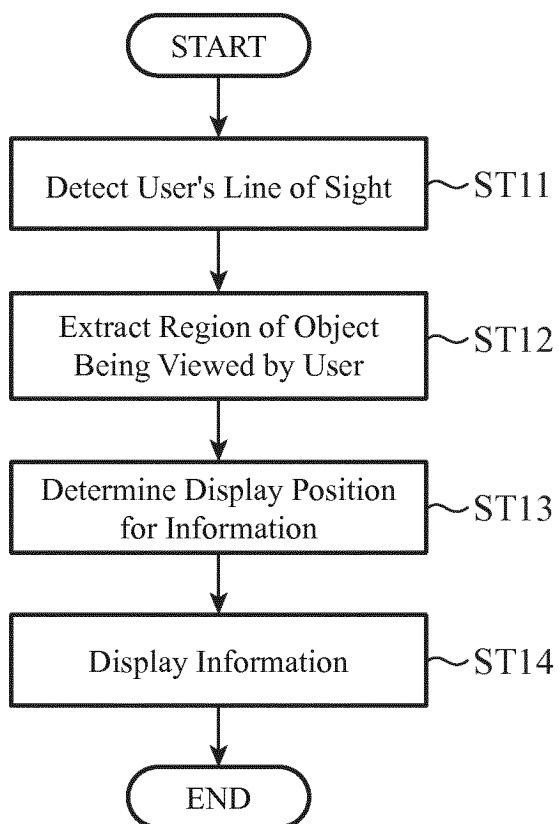 START
Detect User's Line of Sight
ST11
Extract Region of Object
Being Viewed by User
ST12
Determine Display Position
for Information
ST13
Display Information
ST14
END